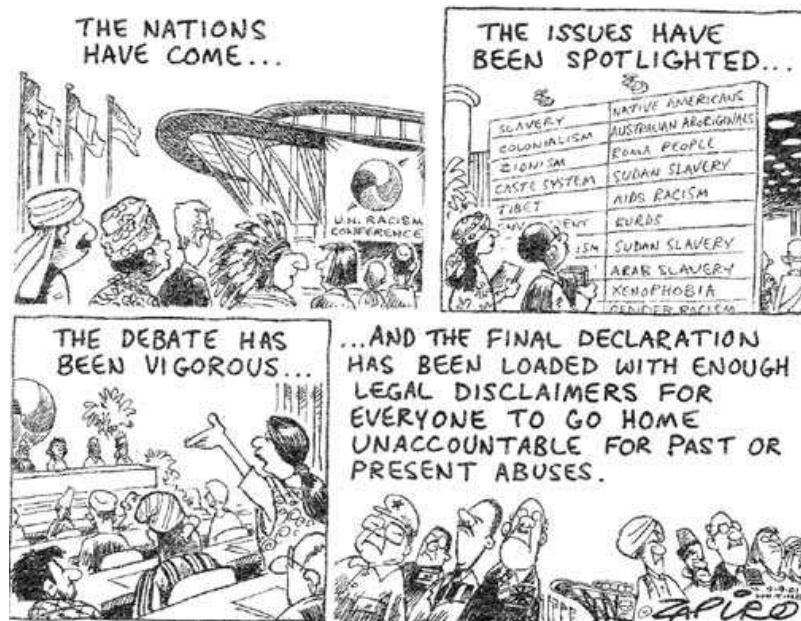 THE NATIONS
HAVE COME...
U.N. RACISM
CONFERENCE
THE ISSUES HAVE
BEEN SPOTLIGHTED...
SLAVERY
COLONIALISM
ZIONISM
CASTE SYSTEM
TIBET
ISM
NATIVE AMERICANS
AUSTRALIAN ABORIGINALS
ROMA PEOPLE
SUDAN SLAVERY
AIDS RACISM
KURDS
SUDAN SLAVERY
ARAB SLAVERY
XENOPHOBIA
GENDER RACISM
THE DEBATE HAS
BEEN VIGOROUS...
...AND THE FINAL DECLARATION
HAS BEEN LOADED WITH ENOUGH
LEGAL DISCLAIMERS FOR
EVERYONE TO GO HOME
UNACCOUNTABLE FOR PAST OR
PRESENT ABUSES.
ZAPIRO